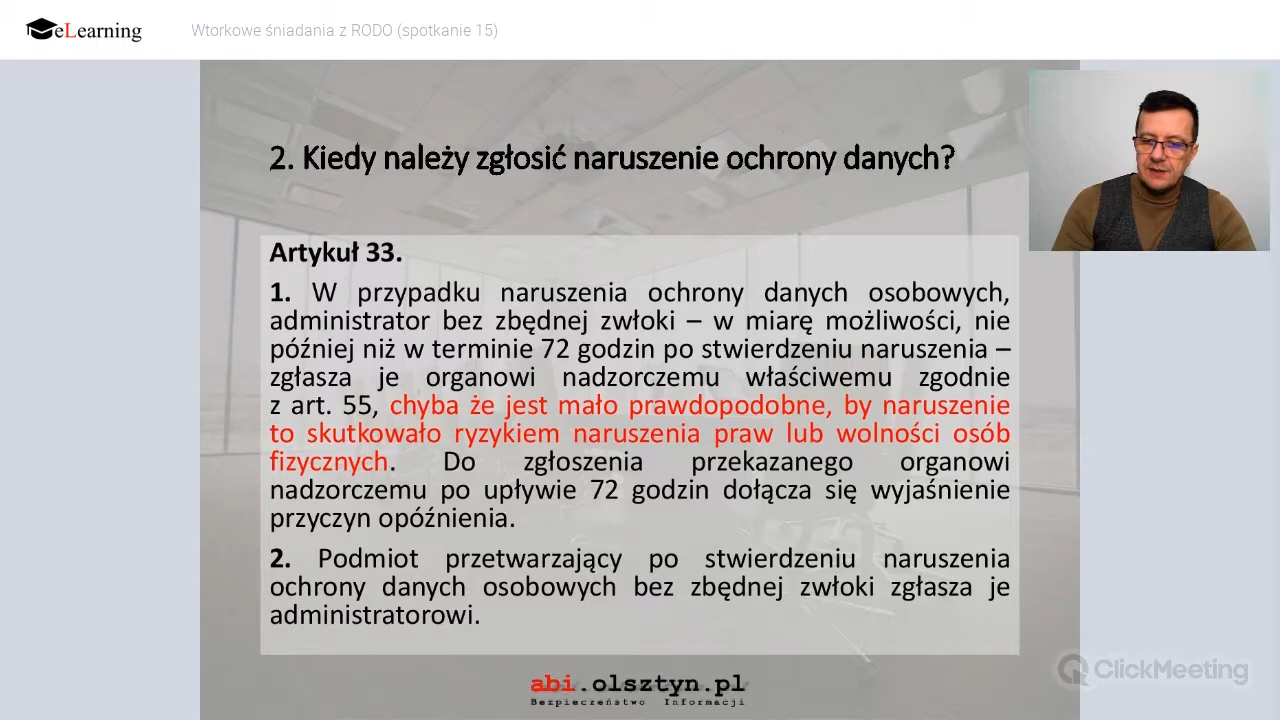 eLearning
Wtorkowe śniadania z RODO (spotkanie 15)
2. Kiedy należy zgłosić naruszenie ochrony danych?
Artykuł 33.
1. W przypadku naruszenia ochrony danych osobowych,
administrator bez zbędnej zwłoki – w miarę możliwości, nie
później niż w terminie 72 godzin po stwierdzeniu naruszenia –
zgłasza je organowi nadzorczemu właściwemu zgodnie
z art. 55, chyba że jest mało prawdopodobne, by naruszenie
to skutkowało ryzykiem naruszenia praw lub wolności osób
fizycznych. Do zgłoszenia przekazanego organowi
nadzorczemu po upływie 72 godzin dołącza się wyjaśnienie
przyczyn opóźnienia.
2. Podmiot przetwarzający po stwierdzeniu naruszenia
ochrony danych osobowych bez zbędnej zwłoki zgłasza je
administratorowi.
abi.olsztyn.pl
Bezpieczeństwo Informacji
ClickMeeting